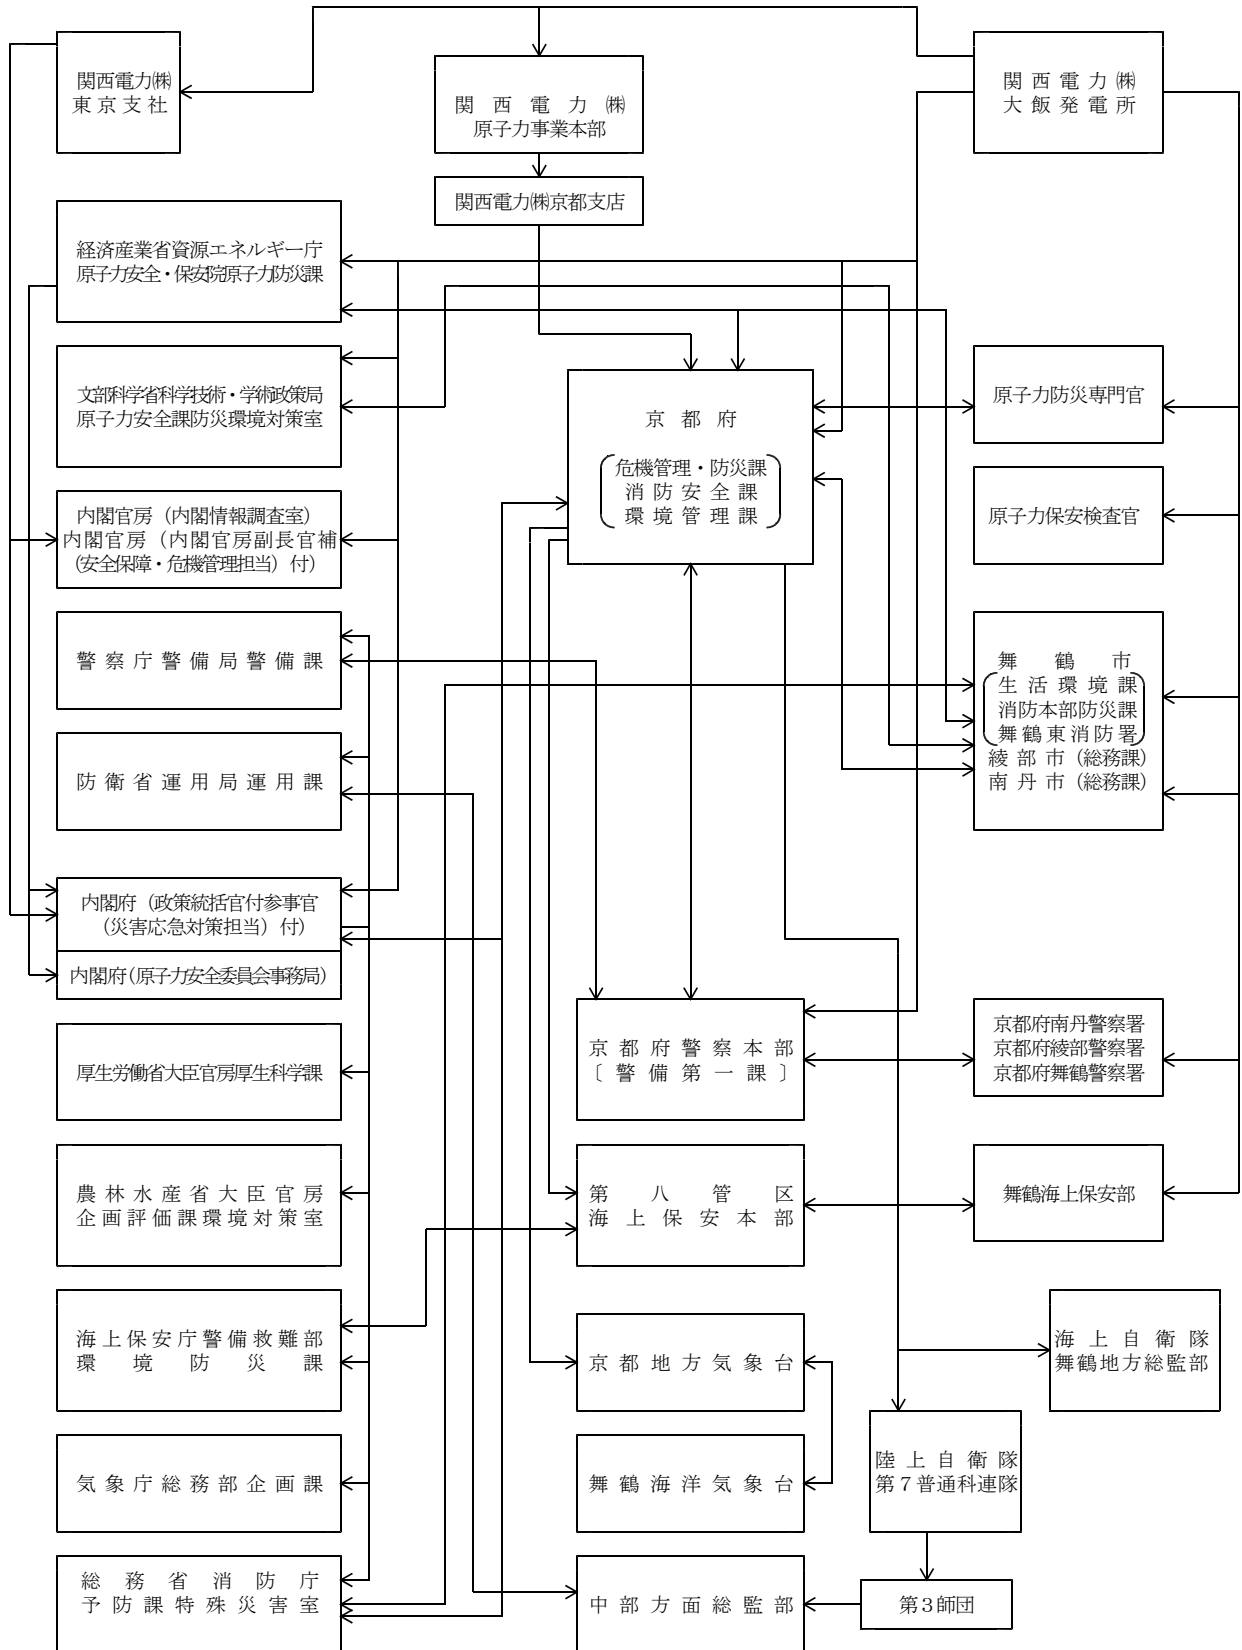 関西電力㈱
東京支社
関西電力㈱
原子力事業本部
関西電力㈱
大飯発電所
関西電力㈱京都支店
経済産業省資源エネルギー庁
原子力安全・保安院原子力防災課
文部科学省科学技術・学術政策局
原子力安全課防災環境対策室
京都府
危機管理・防災課
消防安全課
環境管理課
原子力防災専門官
原子力保安検査官
内閣官房（内閣情報調査室）
内閣官房（内閣官房副長官補
（安全保障・危機管理担当）付）
警察庁警備局警備課
舞鶴市
生活環境課
消防本部防災課
舞鶴東消防署
綾部市（総務課）
南丹市（総務課）
防衛省運用局運用課
内閣府（政策統括官付参事官
（災害応急対策担当）付）
内閣府（原子力安全委員会事務局）
京都府警察本部
〔警備第一課〕
京都府南丹警察署
京都府綾部警察署
京都府舞鶴警察署
厚生労働省大臣官房厚生科学課
農林水産省大臣官房
企画評価課環境対策室
第八管区
海上保安本部
舞鶴海上保安部
海上保安庁警備救難部
環境防災課
京都地方気象台
海上自衛隊
舞鶴地方総監部
気象庁総務部企画課
舞鶴海洋気象台
陸上自衛隊
第７普通科連隊
総務省消防庁
予防課特殊災害室
中部方面総監部
第３師団